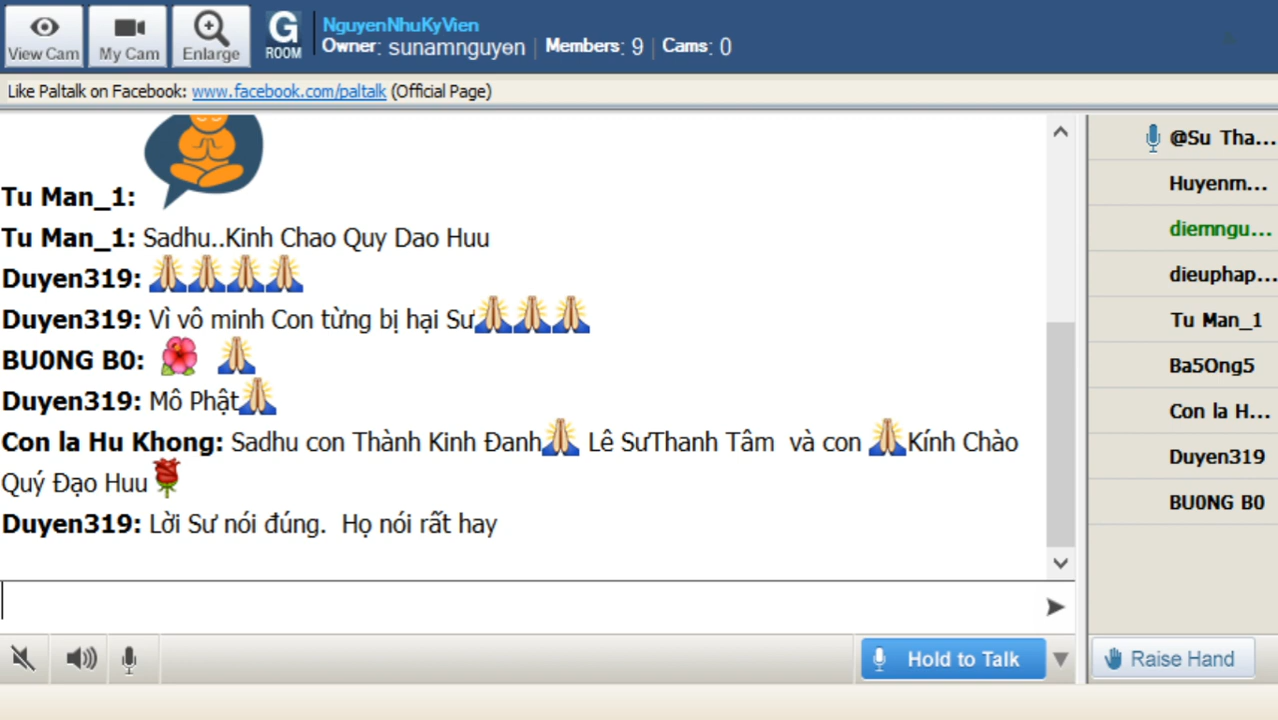 View Cam
My Cam
Enlarge
G
ROOM
NguyenNhuKyVien
Owner: sunamnguyen | Members: 9 | Cams: 0
Like Paltalk on Facebook: www.facebook.com/paltalk (Official Page)
Tu Man_1:
Tu Man_1: Sadhu..Kinh Chao Quy Dao Huu
Duyen319: 🙏🙏🙏🙏
Duyen319: Vì vô minh Con từng bị hại Sư🙏🙏🙏
BU0NG B0: 🌺 🙏
Duyen319: Mô Phật🙏
Con la Hu Khong: Sadhu con Thành Kinh Đanh🙏 Lê SưThanh Tâm và con 🙏Kính Chào
Quý Đạo Huu🌹
Duyen319: Lời Sư nói đúng. Họ nói rất hay
@Su Tha...
Huyenm...
diemngu...
dieuphap...
Tu Man_1
Ba5Ong5
Con la H...
Duyen319
BU0NG B0
Hold to Talk
Raise Hand